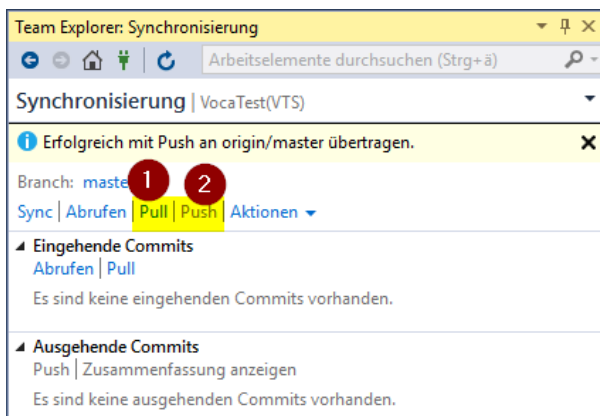 Team Explorer: Synchronisierung
Arbeitselemente durchsuchen (Strg+ä)
Synchronisierung | VocaTest(VTS)
Erfolgreich mit Push an origin/master übertragen.
1 2
Branch: maste
Sync | Abrufen | Pull | Push | Aktionen
Eingehende Commits
Abrufen | Pull
Es sind keine eingehenden Commits vorhanden.
Ausgehende Commits
Push | Zusammenfassung anzeigen
Es sind keine ausgehenden Commits vorhanden.